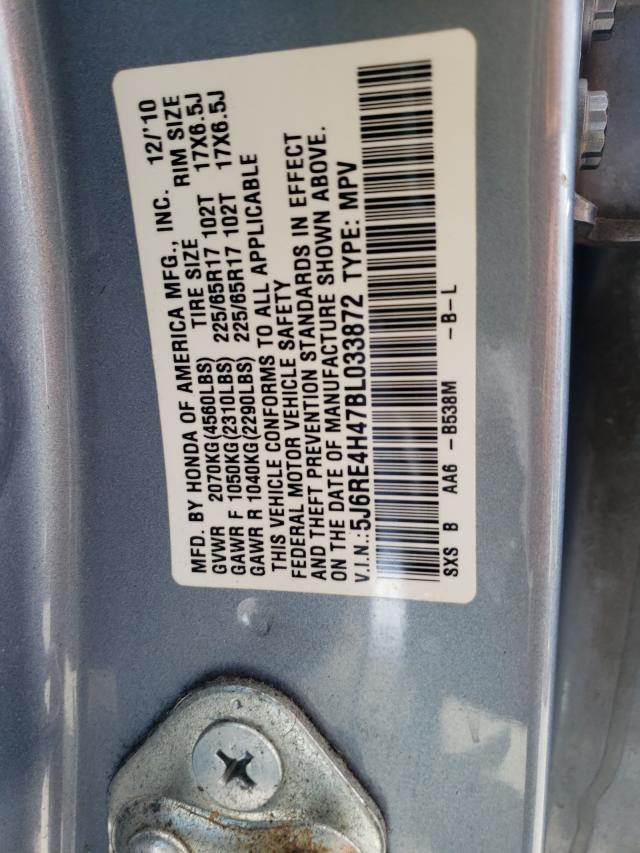 MFD. BY HONDA OF AMERICA MFG., INC. 12/'10
GVWR 2070KG(4560LBS) TIRE SIZE RIM SIZE
GAWR F 1050KG(2310LBS) 225/65R17 102T 17X6.5J
GAWR R 1040KG(2290LBS) 225/65R17 102T 17X6.5J
THIS VEHICLE CONFORMS TO ALL APPLICABLE
FEDERAL MOTOR VEHICLE SAFETY
AND THEFT PREVENTION STANDARDS IN EFFECT
ON THE DATE OF MANUFACTURE SHOWN ABOVE.
V.I.N.:5J6RE4H47BL033872 TYPE: MPV
SXS B AA6 -B538M -B-L